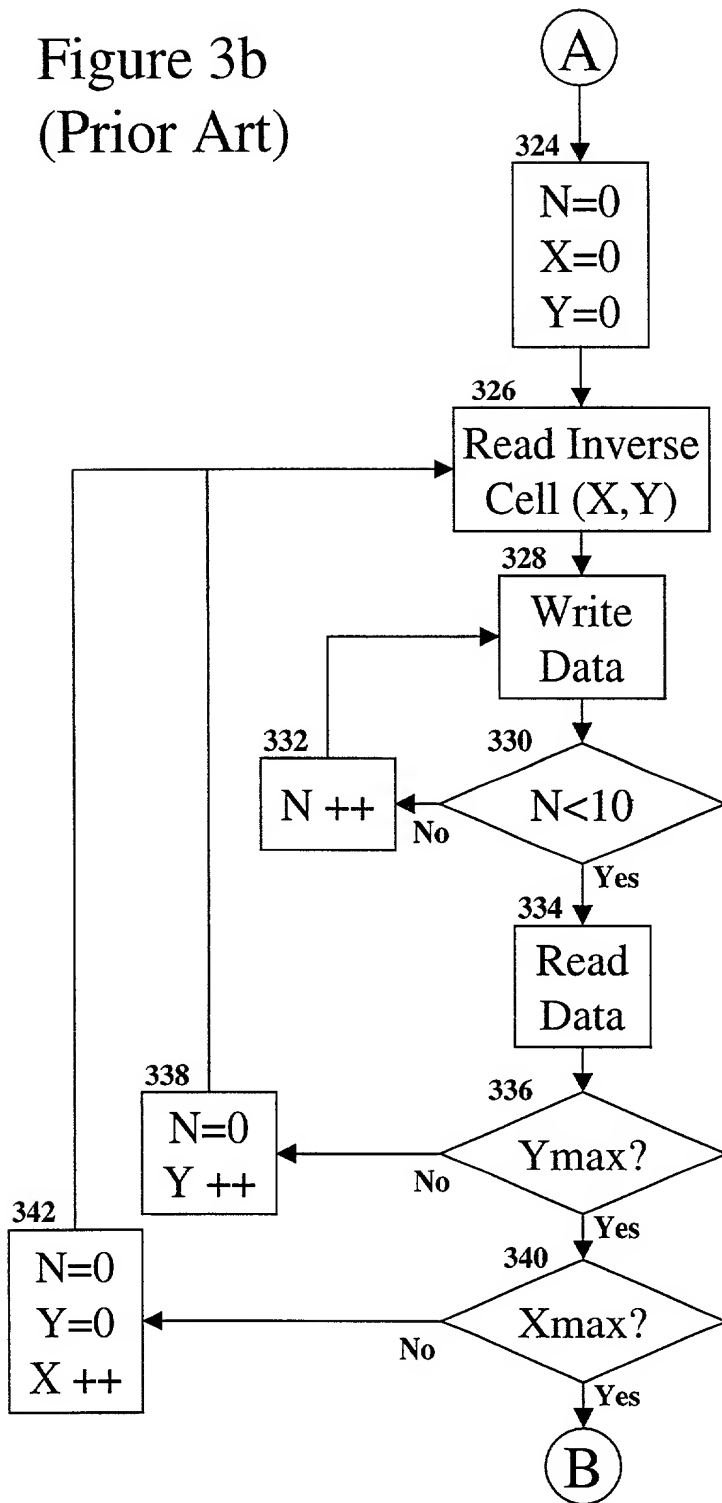 Figure 3b
(Prior Art)
A
324
N=0
X=0
Y=0
326
Read Inverse
Cell (X,Y)
328
Write
Data
332
N ++
330
N<10
No
Yes
334
Read
Data
338
N=0
Y ++
336
Ymax?
No
Yes
342
N=0
Y=0
X ++
340
Xmax?
No
Yes
B